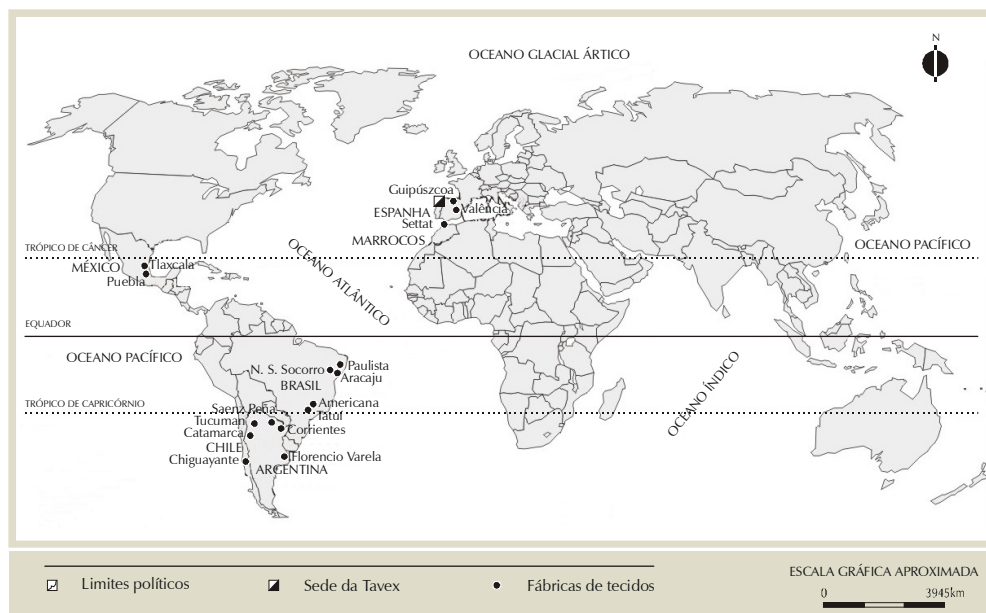 OCEANO GLACIAL ÁRTICO
N
Guipúszcoa
ESPANHA
Valência
Settat
MARROCOS
TRÓPICO DE CÂNCER
OCEANO ATLÂNTICO
OCEANO PACÍFICO
MÉXICO
Tlaxcala
Puebla
EQUADOR
OCEANO PACÍFICO
N. S. Socorro
Paulista
Aracaju
BRASIL
OCEANO ÍNDICO
TRÓPICO DE CAPRICÓRNIO
Americana
Tatuí
Saenz Peña
Tucuman
Corrientes
Catamarca
CHILE
Chiguayante
Florencio Varela
ARGENTINA
Limites políticos
Sede da Tavex
Fábricas de tecidos
ESCALA GRÁFICA APROXIMADA
0 3945km